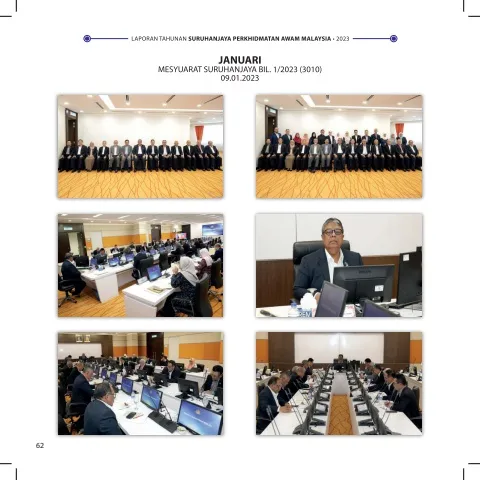 LAPORAN TAHUNAN SURUHANJAYA PERKHIDMATAN AWAM MALAYSIA • 2023
JANUARI
MESYUARAT SURUHANJAYA BIL. 1/2023 (3010)
09.01.2023
62